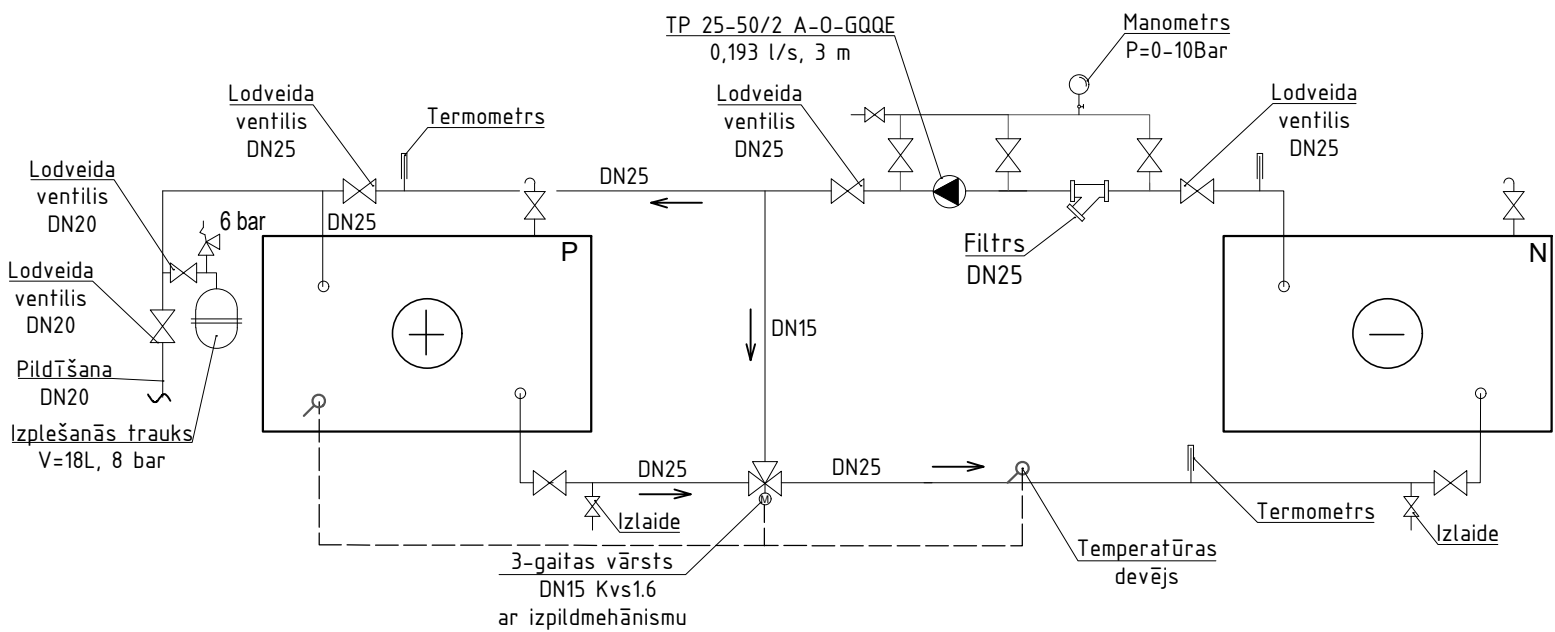 TP 25-50/2 A-O-GQQE
0,193 l/s, 3 m
Manometrs
P=0-10Bar
Lodveida
ventilis
DN25
Termometrs
Lodveida
ventilis
DN25
Lodveida
ventilis
DN25
Lodveida
ventilis
DN20
6 bar
DN25
DN25
P
Filtrs
DN25
N
Lodveida
ventilis
DN20
DN15
Pildīšana
DN20
Izplešanās trauks
V=18L, 8 bar
DN25
DN25
M
Izlaide
Termometrs
Izlaide
3-gaitas vārsts
DN15 Kvs1.6
ar izpildmehānismu
Temperatūras
devējs